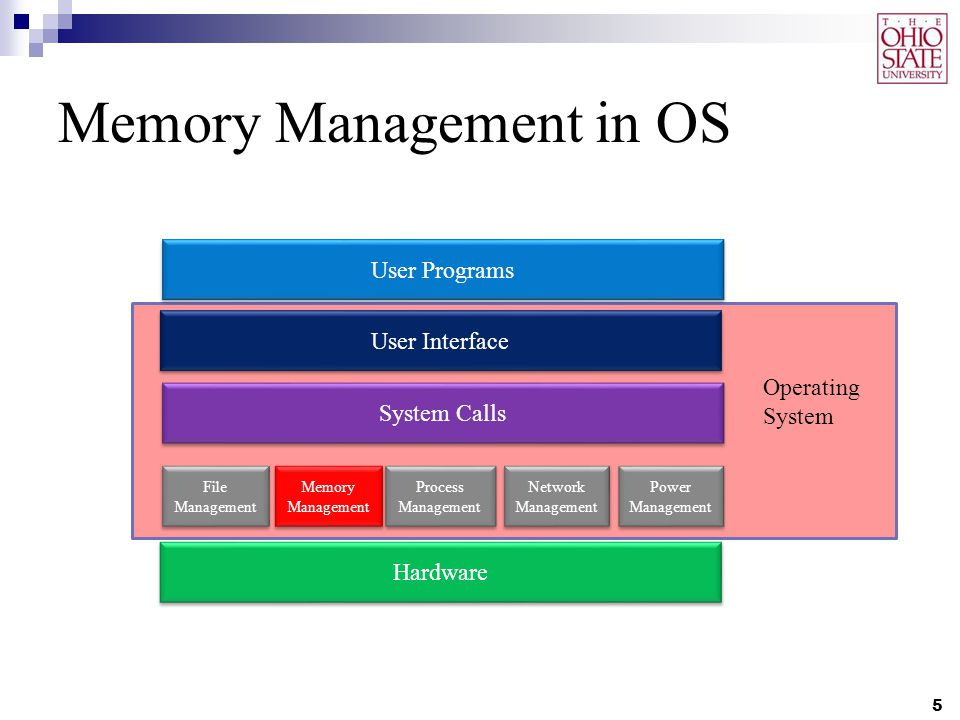 T · H · E
OHIO
STATE
UNIVERSITY
Memory Management in OS
User Programs
User Interface
Operating
System
System Calls
File
Management
Memory
Management
Process
Management
Network
Management
Power
Management
Hardware
5